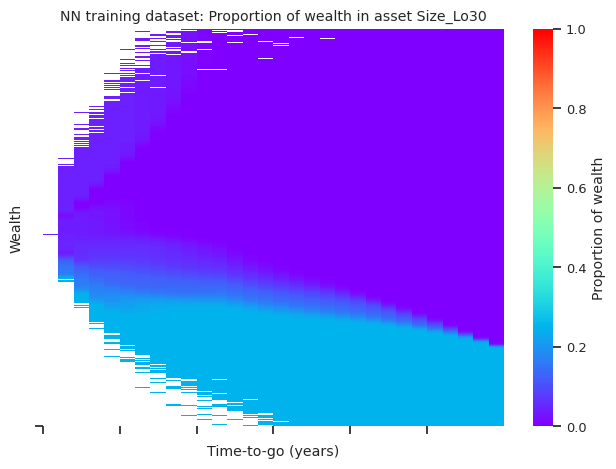 NN training dataset: Proportion of wealth in asset Size_Lo30
Wealth
Time-to-go (years)
1.0
0.8
0.6
0.4
0.2
0.0
Proportion of wealth